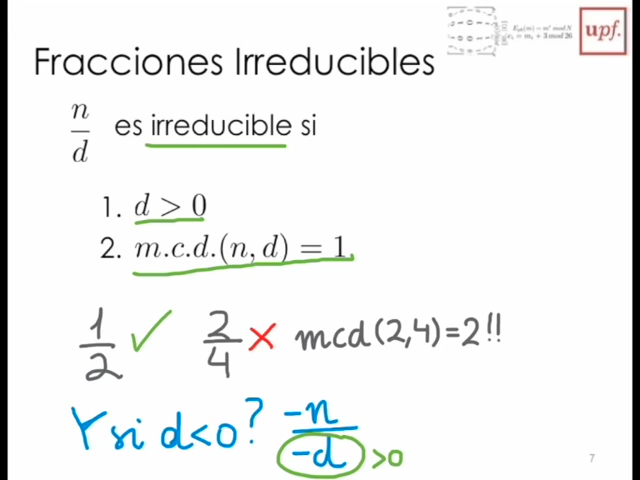 upf.
Fracciones Irreducibles
n/d es irreducible si
1. d > 0
2. m.c.d.(n, d) = 1.
1/2 ✓ 2/4 × mcd(2,4)=2!!
Y si d<0? -n/-d >0
7